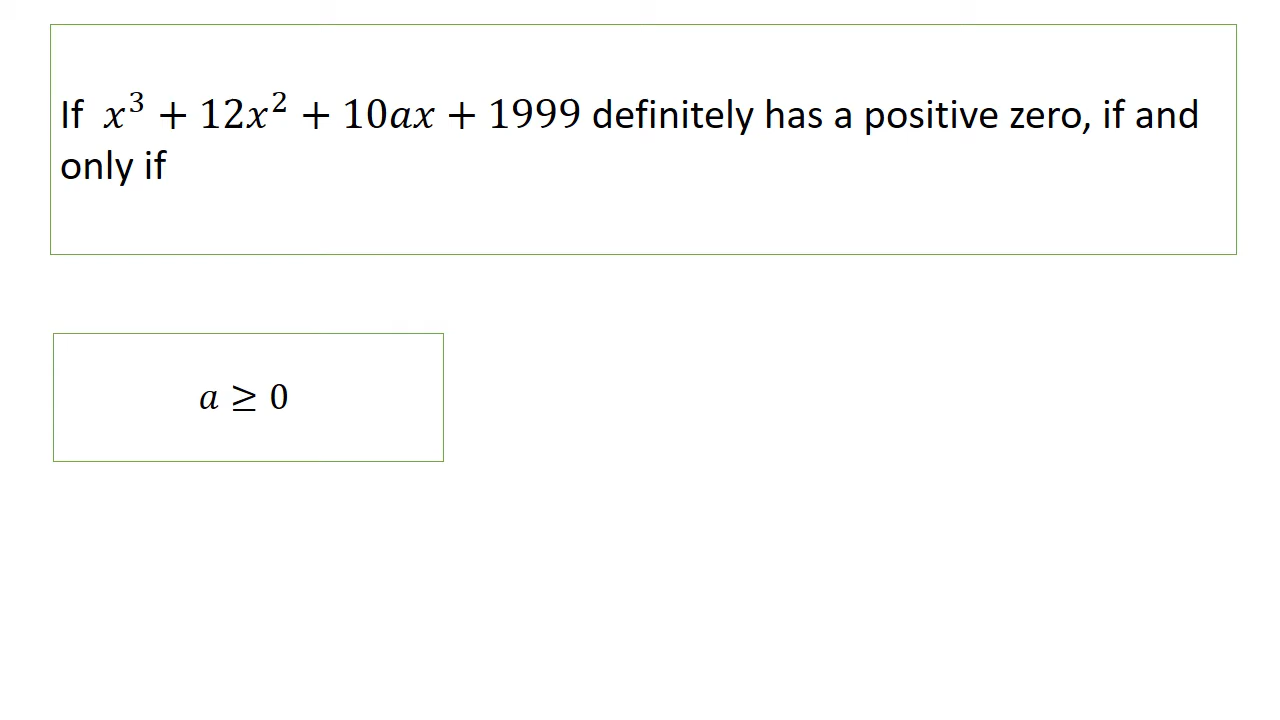 If x³ + 12x² + 10ax + 1999 definitely has a positive zero, if and
only if
a ≥ 0